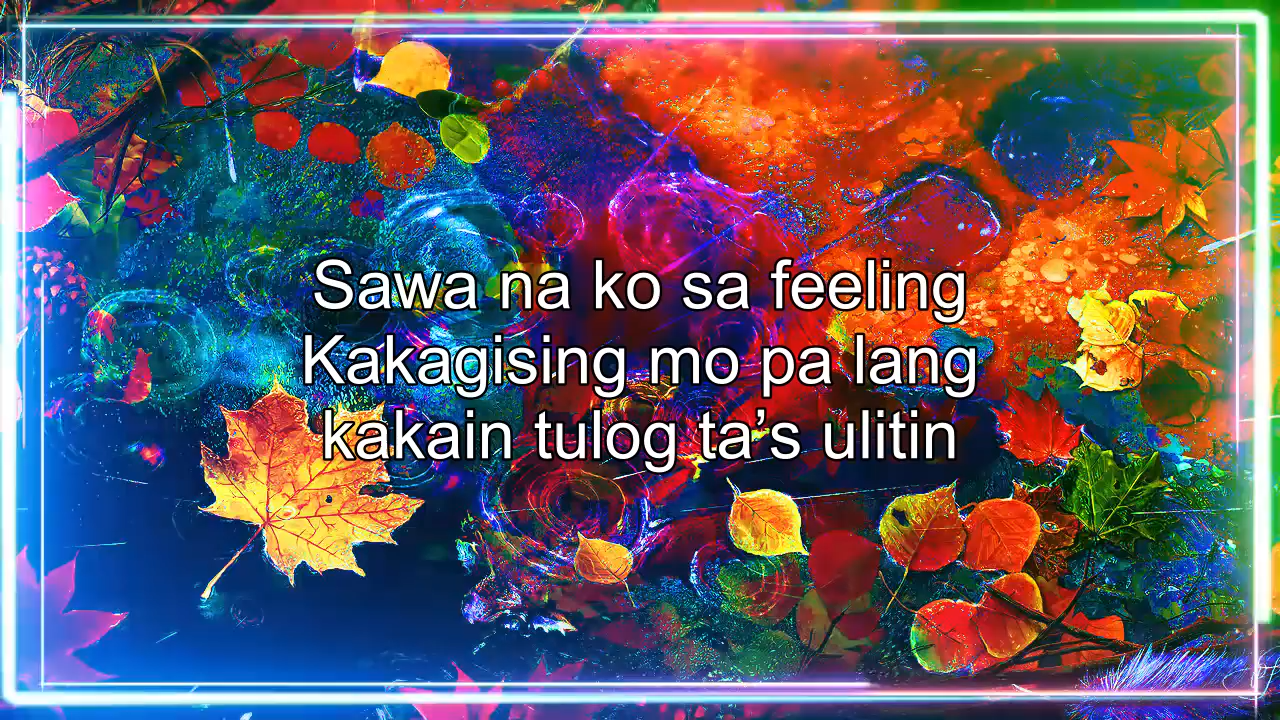 Sawa na ko sa feeling
Kakagising mo pa lang
kakain tulog ta’s ulitin